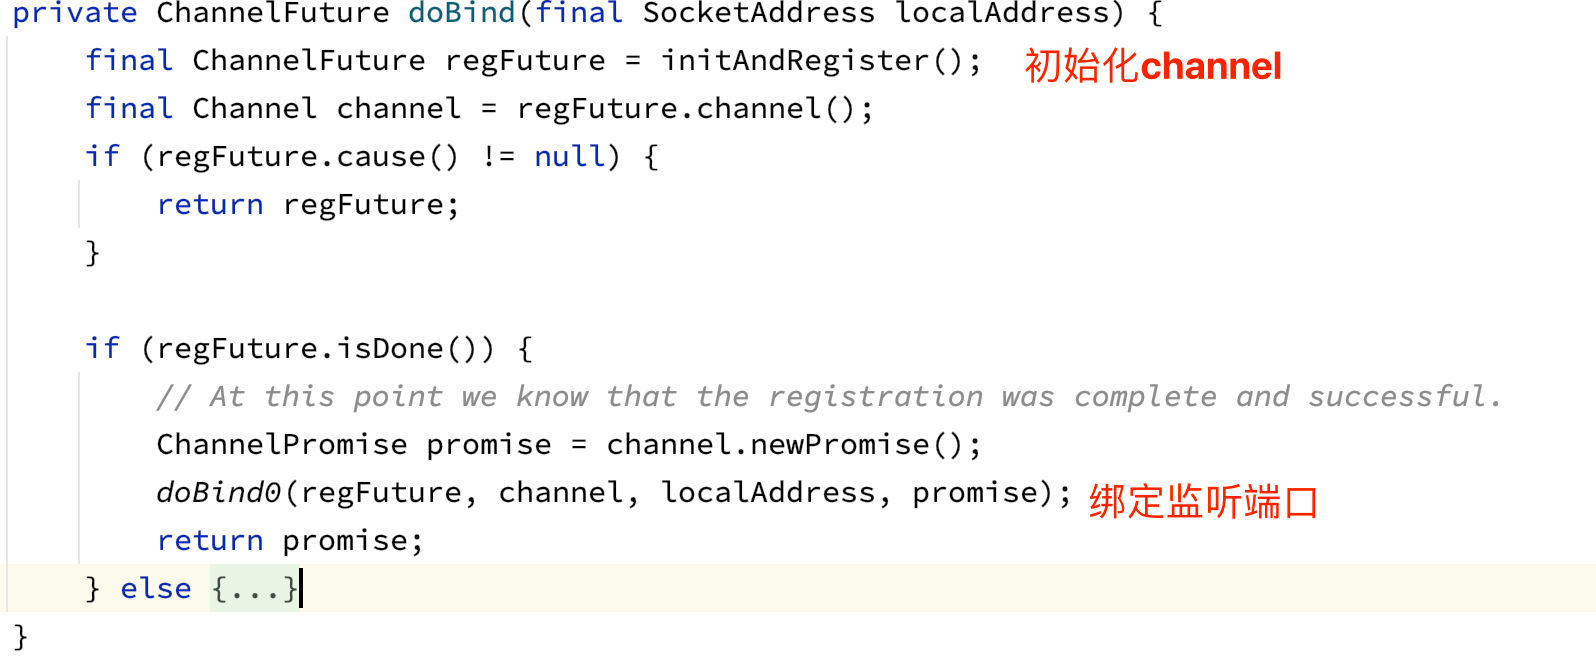 private ChannelFuture doBind(final SocketAddress localAddress) {
final ChannelFuture regFuture = initAndRegister(); 初始化channel
final Channel channel = regFuture.channel();
if (regFuture.cause() != null) {
return regFuture;
}
if (regFuture.isDone()) {
// At this point we know that the registration was complete and successful.
ChannelPromise promise = channel.newPromise();
doBind0(regFuture, channel, localAddress, promise); 绑定监听端口
return promise;
} else {...}
}